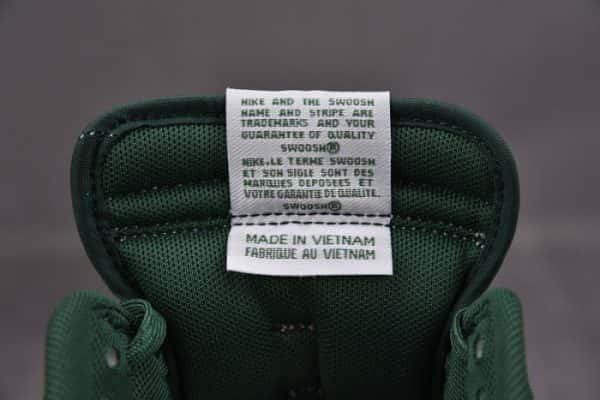 NIKE AND THE SWOOSH
NAME AND STRIPE ARE
TRADEMARKS AND YOUR
GUARANTEE OF QUALITY
SWOOSH®
NIKE, LE TERME SWOOSH
ET SON SIGLE SONT DES
MARQUES DEPOSEES ET
VOTRE GARANTIE DE QUALITE.
SWOOSH®
MADE IN VIETNAM
FABRIQUE AU VIETNAM